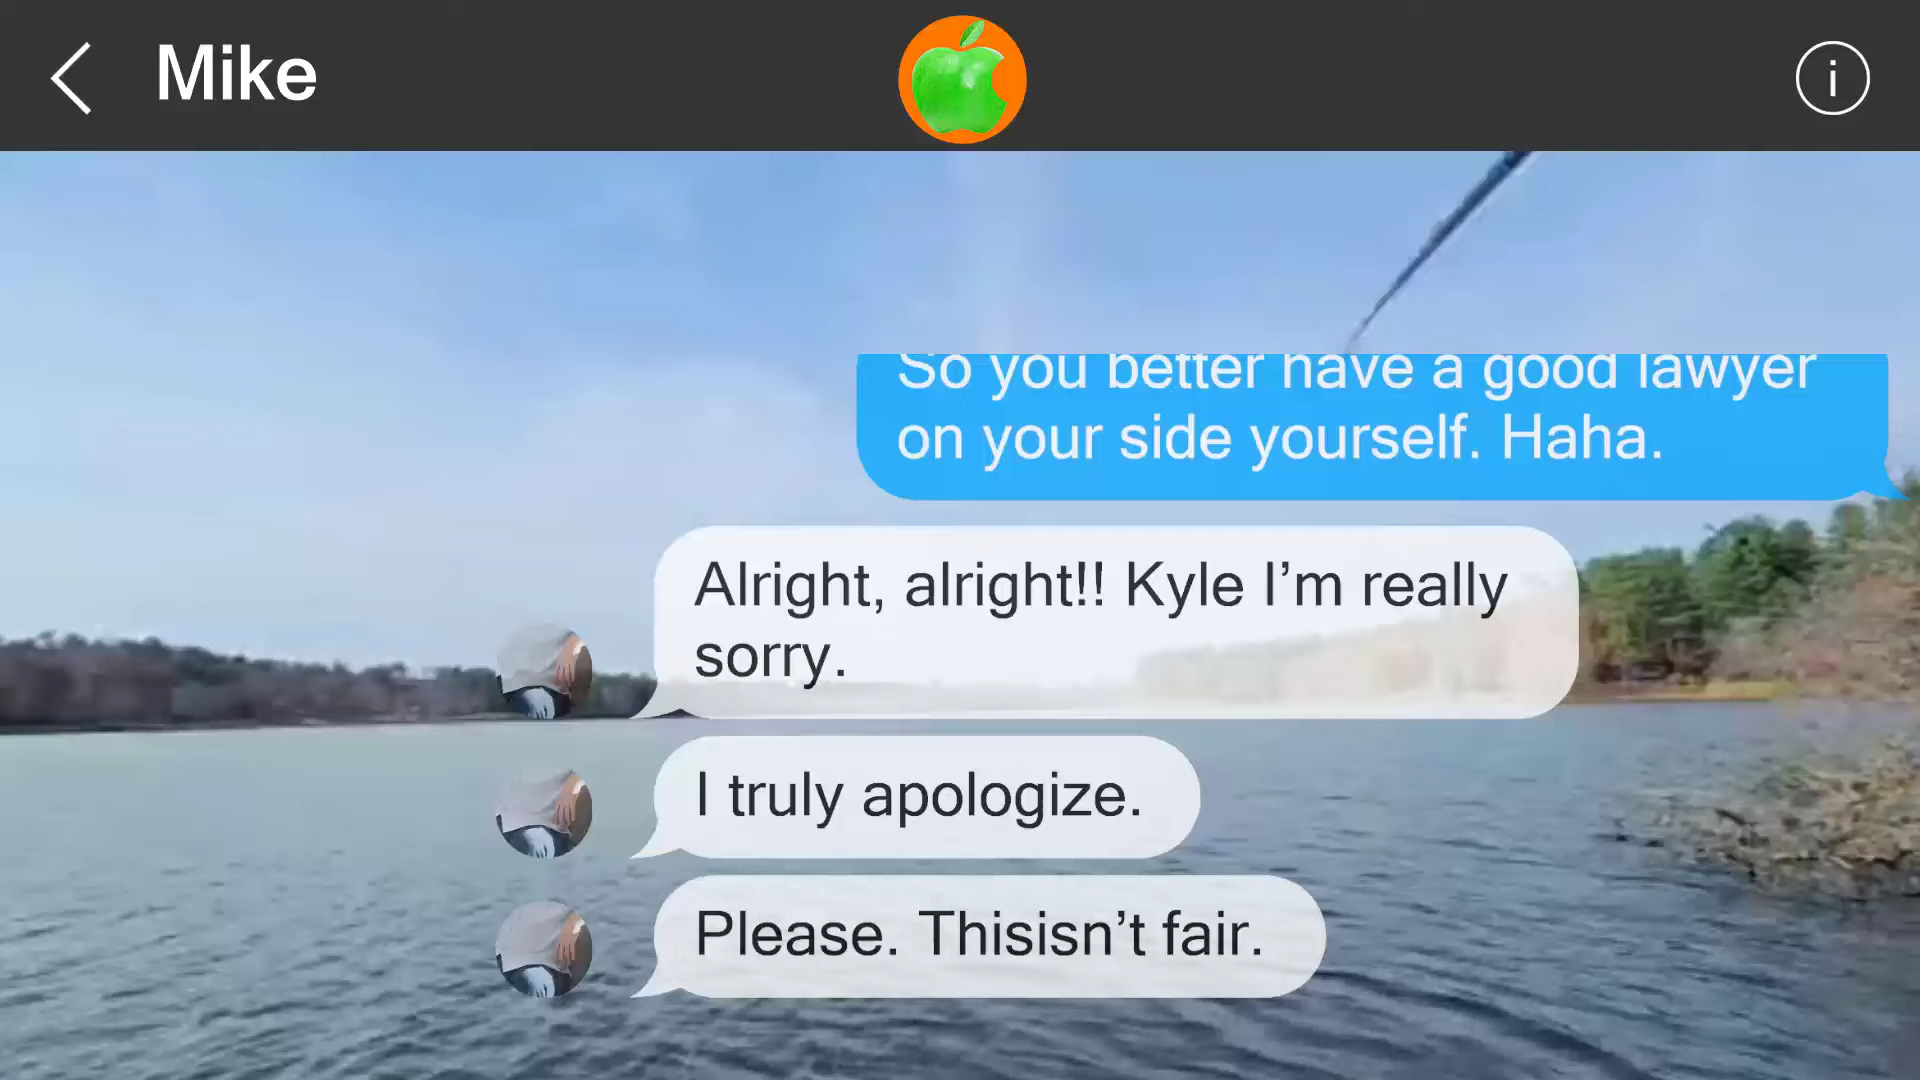 Mike
So you better have a good lawyer
on your side yourself. Haha.
Alright, alright!! Kyle I’m really
sorry.
I truly apologize.
Please. Thisisn’t fair.